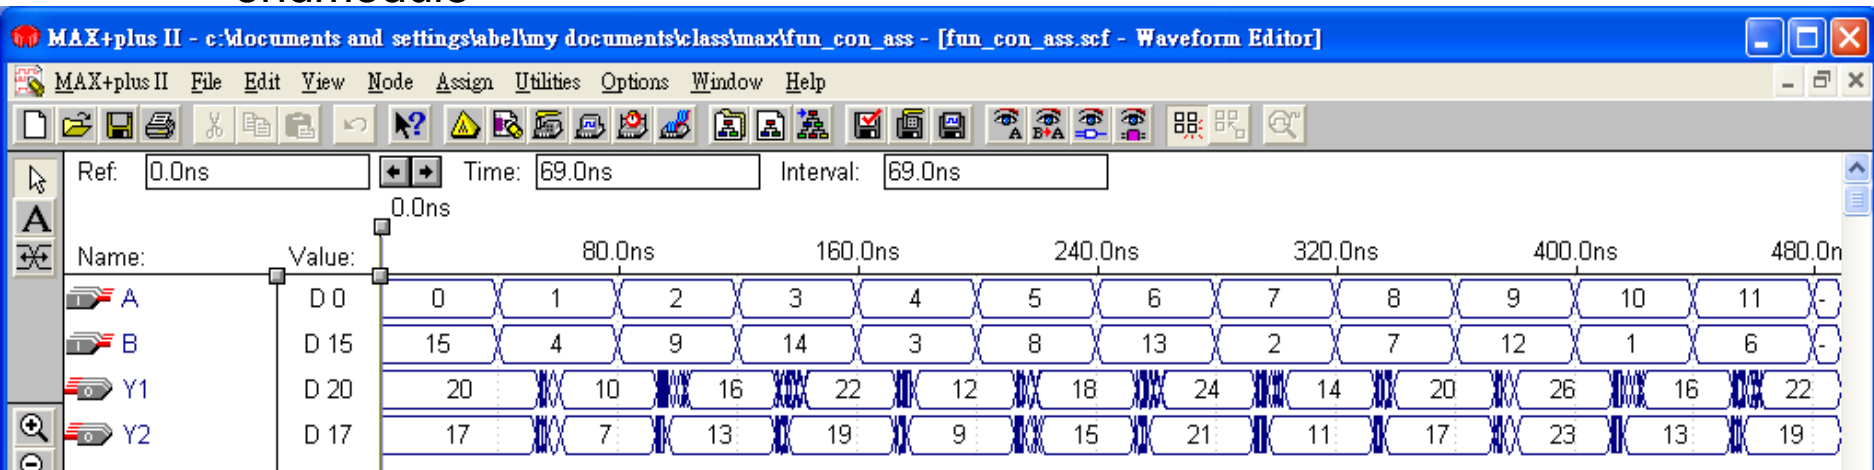 endmodule
MAX+plus II - c:\documents and settings\abel\my documents\class\max\fun_con_ass - [fun_con_ass.scf - Waveform Editor]
MAX+plus II File Edit View Node Assign Utilities Options Window Help
Ref: 0.0ns Time: 69.0ns Interval: 69.0ns
0.0ns
Name: Value: 80.0ns 160.0ns 240.0ns 320.0ns 400.0ns 480.0n
A D 0 0 1 2 3 4 5 6 7 8 9 10 11 -
B D 15 15 4 9 14 3 8 13 2 7 12 1 6 -
Y1 D 20 20 10 16 22 12 18 24 14 20 26 16 22
Y2 D 17 17 7 13 19 9 15 21 11 17 23 13 19